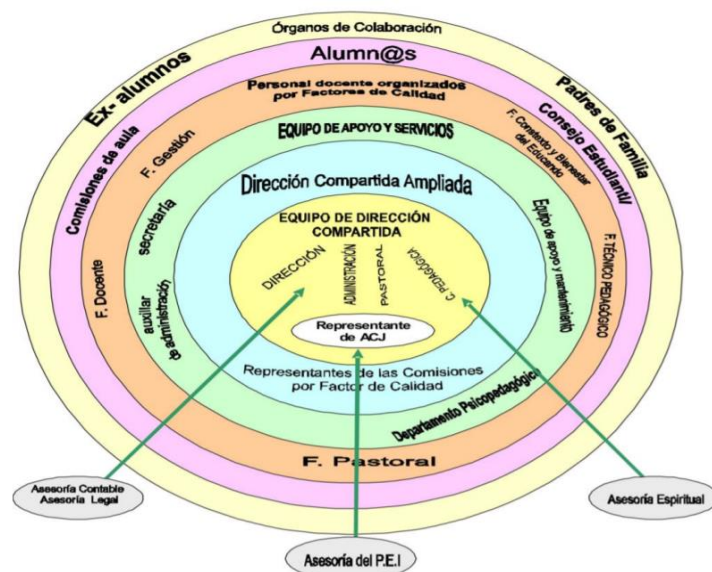 Órganos de Colaboración
Ex- alumnos
Padres de Familia
Alumn@s
Comisiones de aula
Consejo Estudiantil
Personal docente organizados
por Factores de Calidad
F. Gestión
F. Contexto y Bienestar
del Educando
F. Docente
F. TÉCNICO PEDAGÓGICO
F. Pastoral
EQUIPO DE APOYO Y SERVICIOS
secretaría
auxiliar
de administració,
Equipo de apoyo y mantenimiento
Departamento Psicopedagógico
Dirección Compartida Ampliada
Representantes de las Comisiones
por Factor de Calidad
EQUIPO DE DIRECCIÓN
COMPARTIDA
DIRECCIÓN
ADMINISTRACIÓN
PASTORAL
C. PEDAGÓGICA
Representante
de ACJ
Asesoría Contable
Asesoría Legal
Asesoría del P.E.I
Asesoría Espiritual